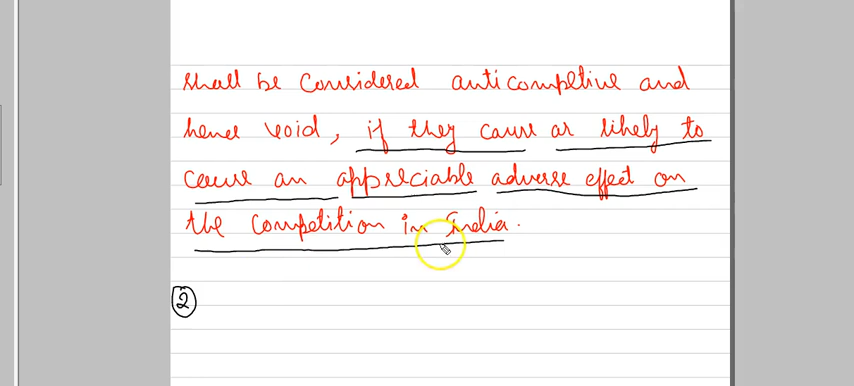 shall be considered anticompetive and
hence void, if they cause or likely to
cause an appreciable adverse effect on
the competition in India.
2